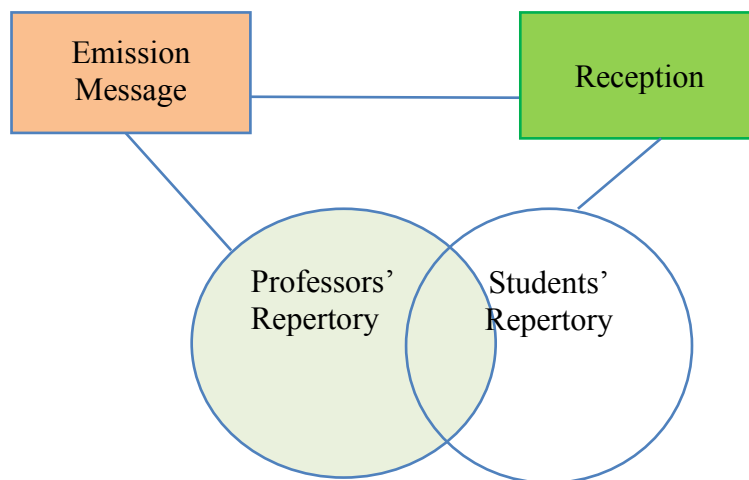 Emission
Message
Reception
Professors’
Repertory
Students’
Repertory